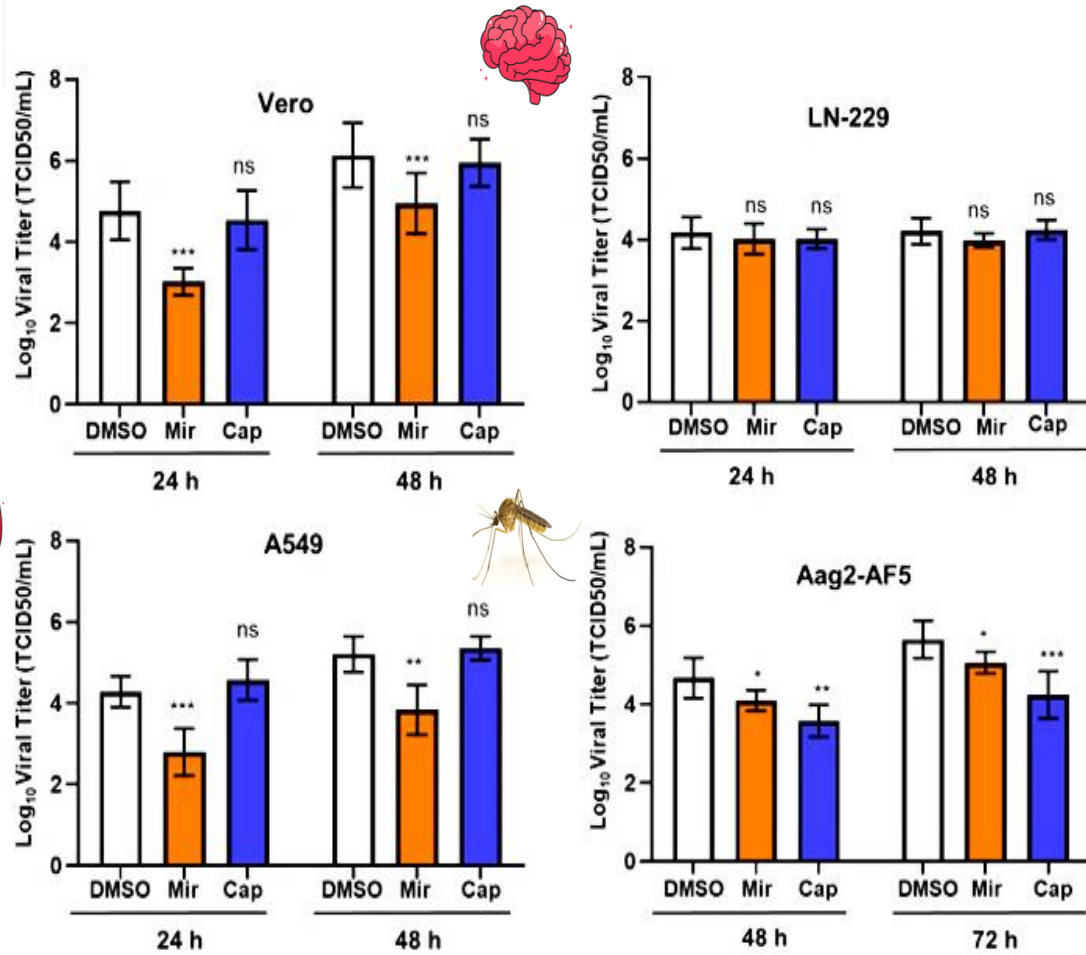 Vero
Log₁₀ Viral Titer (TCID50/mL)
8
6
4
2
0
***
ns
***
ns
DMSO Mir Cap DMSO Mir Cap
24 h 48 h
LN-229
Log₁₀ Viral Titer (TCID50/mL)
8
6
4
2
0
ns
ns
ns
ns
DMSO Mir Cap DMSO Mir Cap
24 h 48 h
A549
Log₁₀ Viral Titer (TCID50/mL)
8
6
4
2
0
***
ns
**
ns
DMSO Mir Cap DMSO Mir Cap
24 h 48 h
Aag2-AF5
Log₁₀ Viral Titer (TCID50/mL)
8
6
4
2
0
*
**
*
***
DMSO Mir Cap DMSO Mir Cap
48 h 72 h